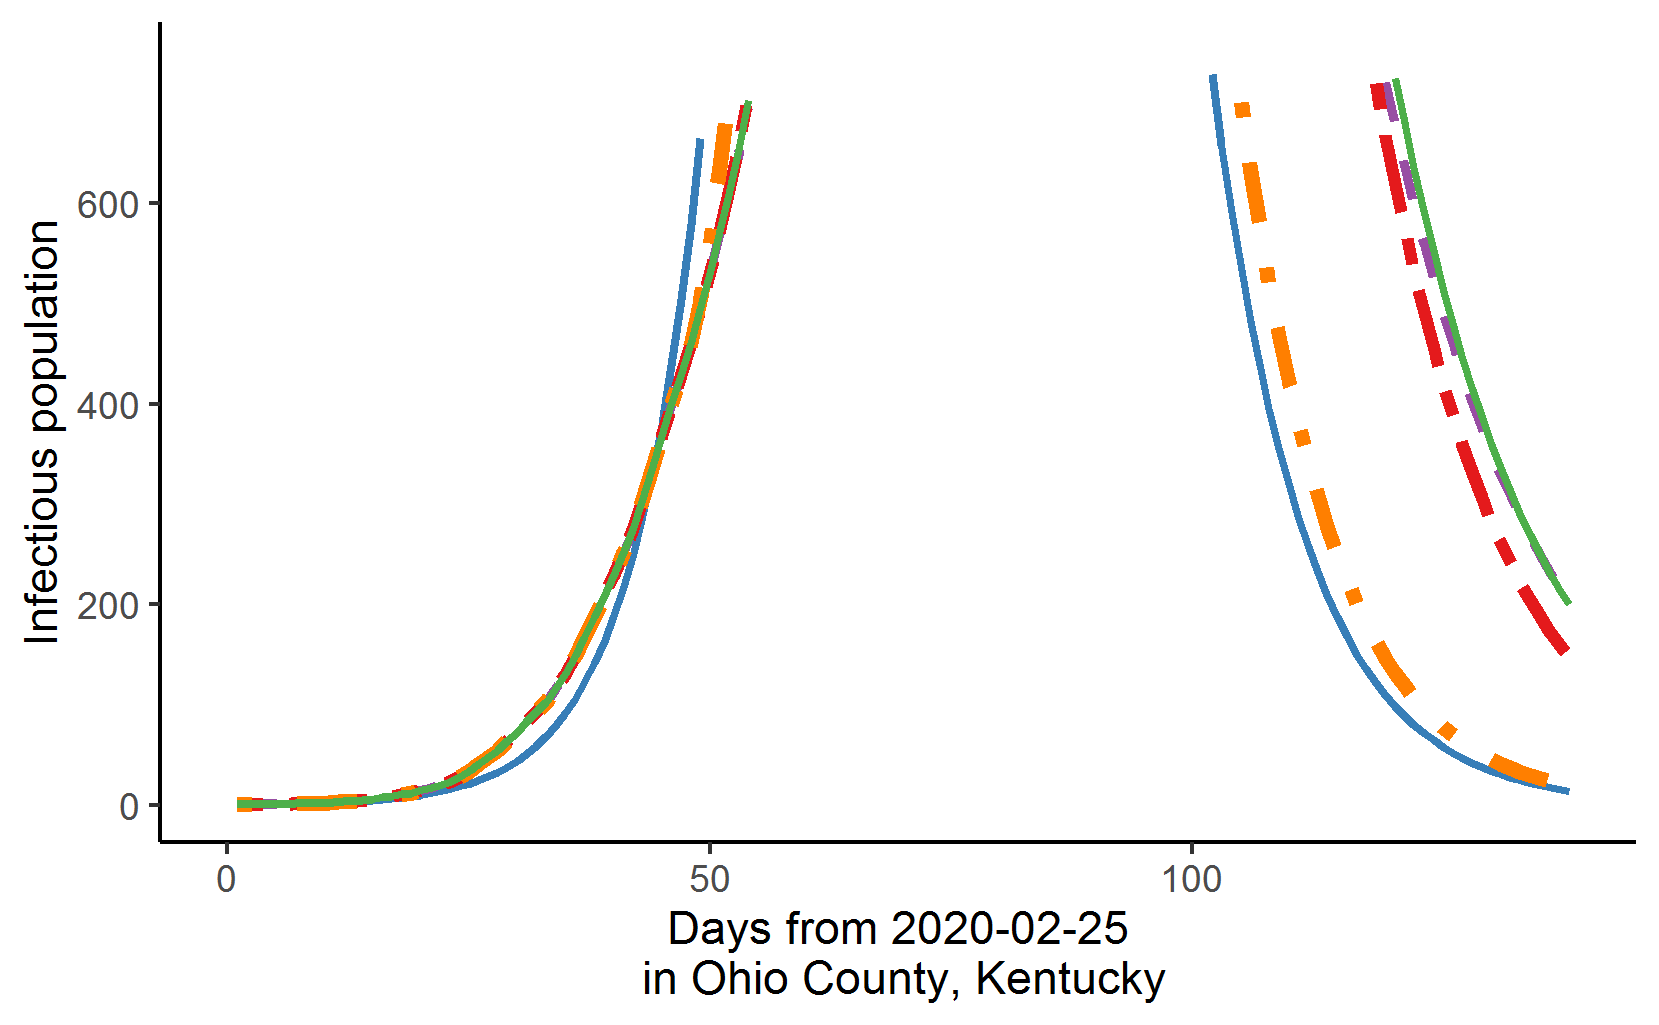 Infectious population
600
400
200
0
0 50 100
Days from 2020-02-25
in Ohio County, Kentucky